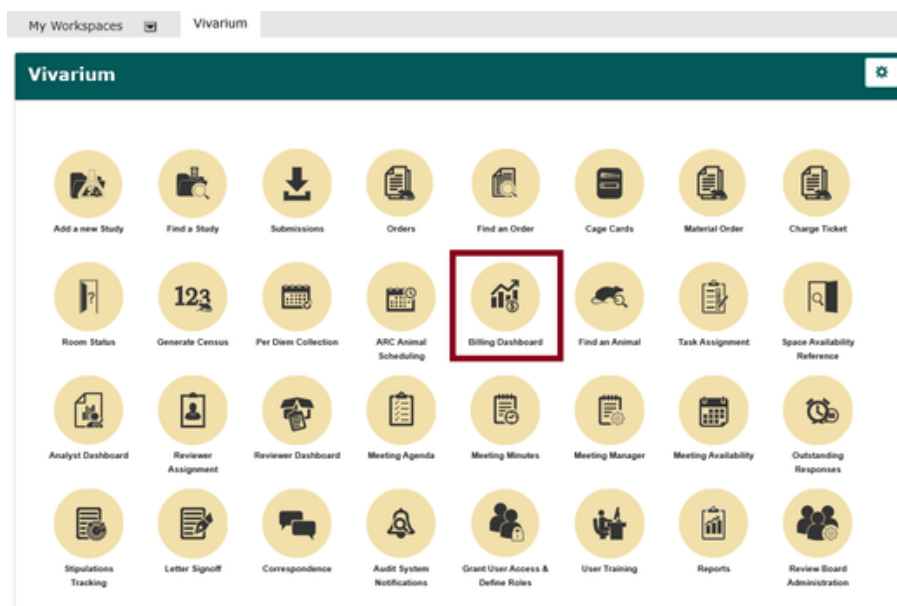 My Workspaces
Vivarium
Vivarium
Add a new Study
Find a Study
Submissions
Orders
Find an Order
Cage Cards
Material Order
Charge Ticket
?
123
Room Status
Generate Census
Per Diem Collection
ARC Animal
Scheduling
Billing Dashboard
Find an Animal
Task Assignment
Space Availability
Reference
Analyst Dashboard
Reviewer
Assignment
Reviewer Dashboard
Meeting Agenda
Meeting Minutes
Meeting Manager
Meeting Availability
Outstanding
Responses
Stipulations
Tracking
Letter Signoff
Correspondence
Audit System
Notifications
Grant User Access &
Define Roles
User Training
Reports
Review Board
Administration